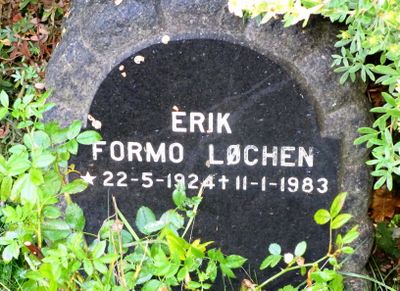 ERIK
FORMO LØCHEN
★ 22-5-1924 † 11-1-1983